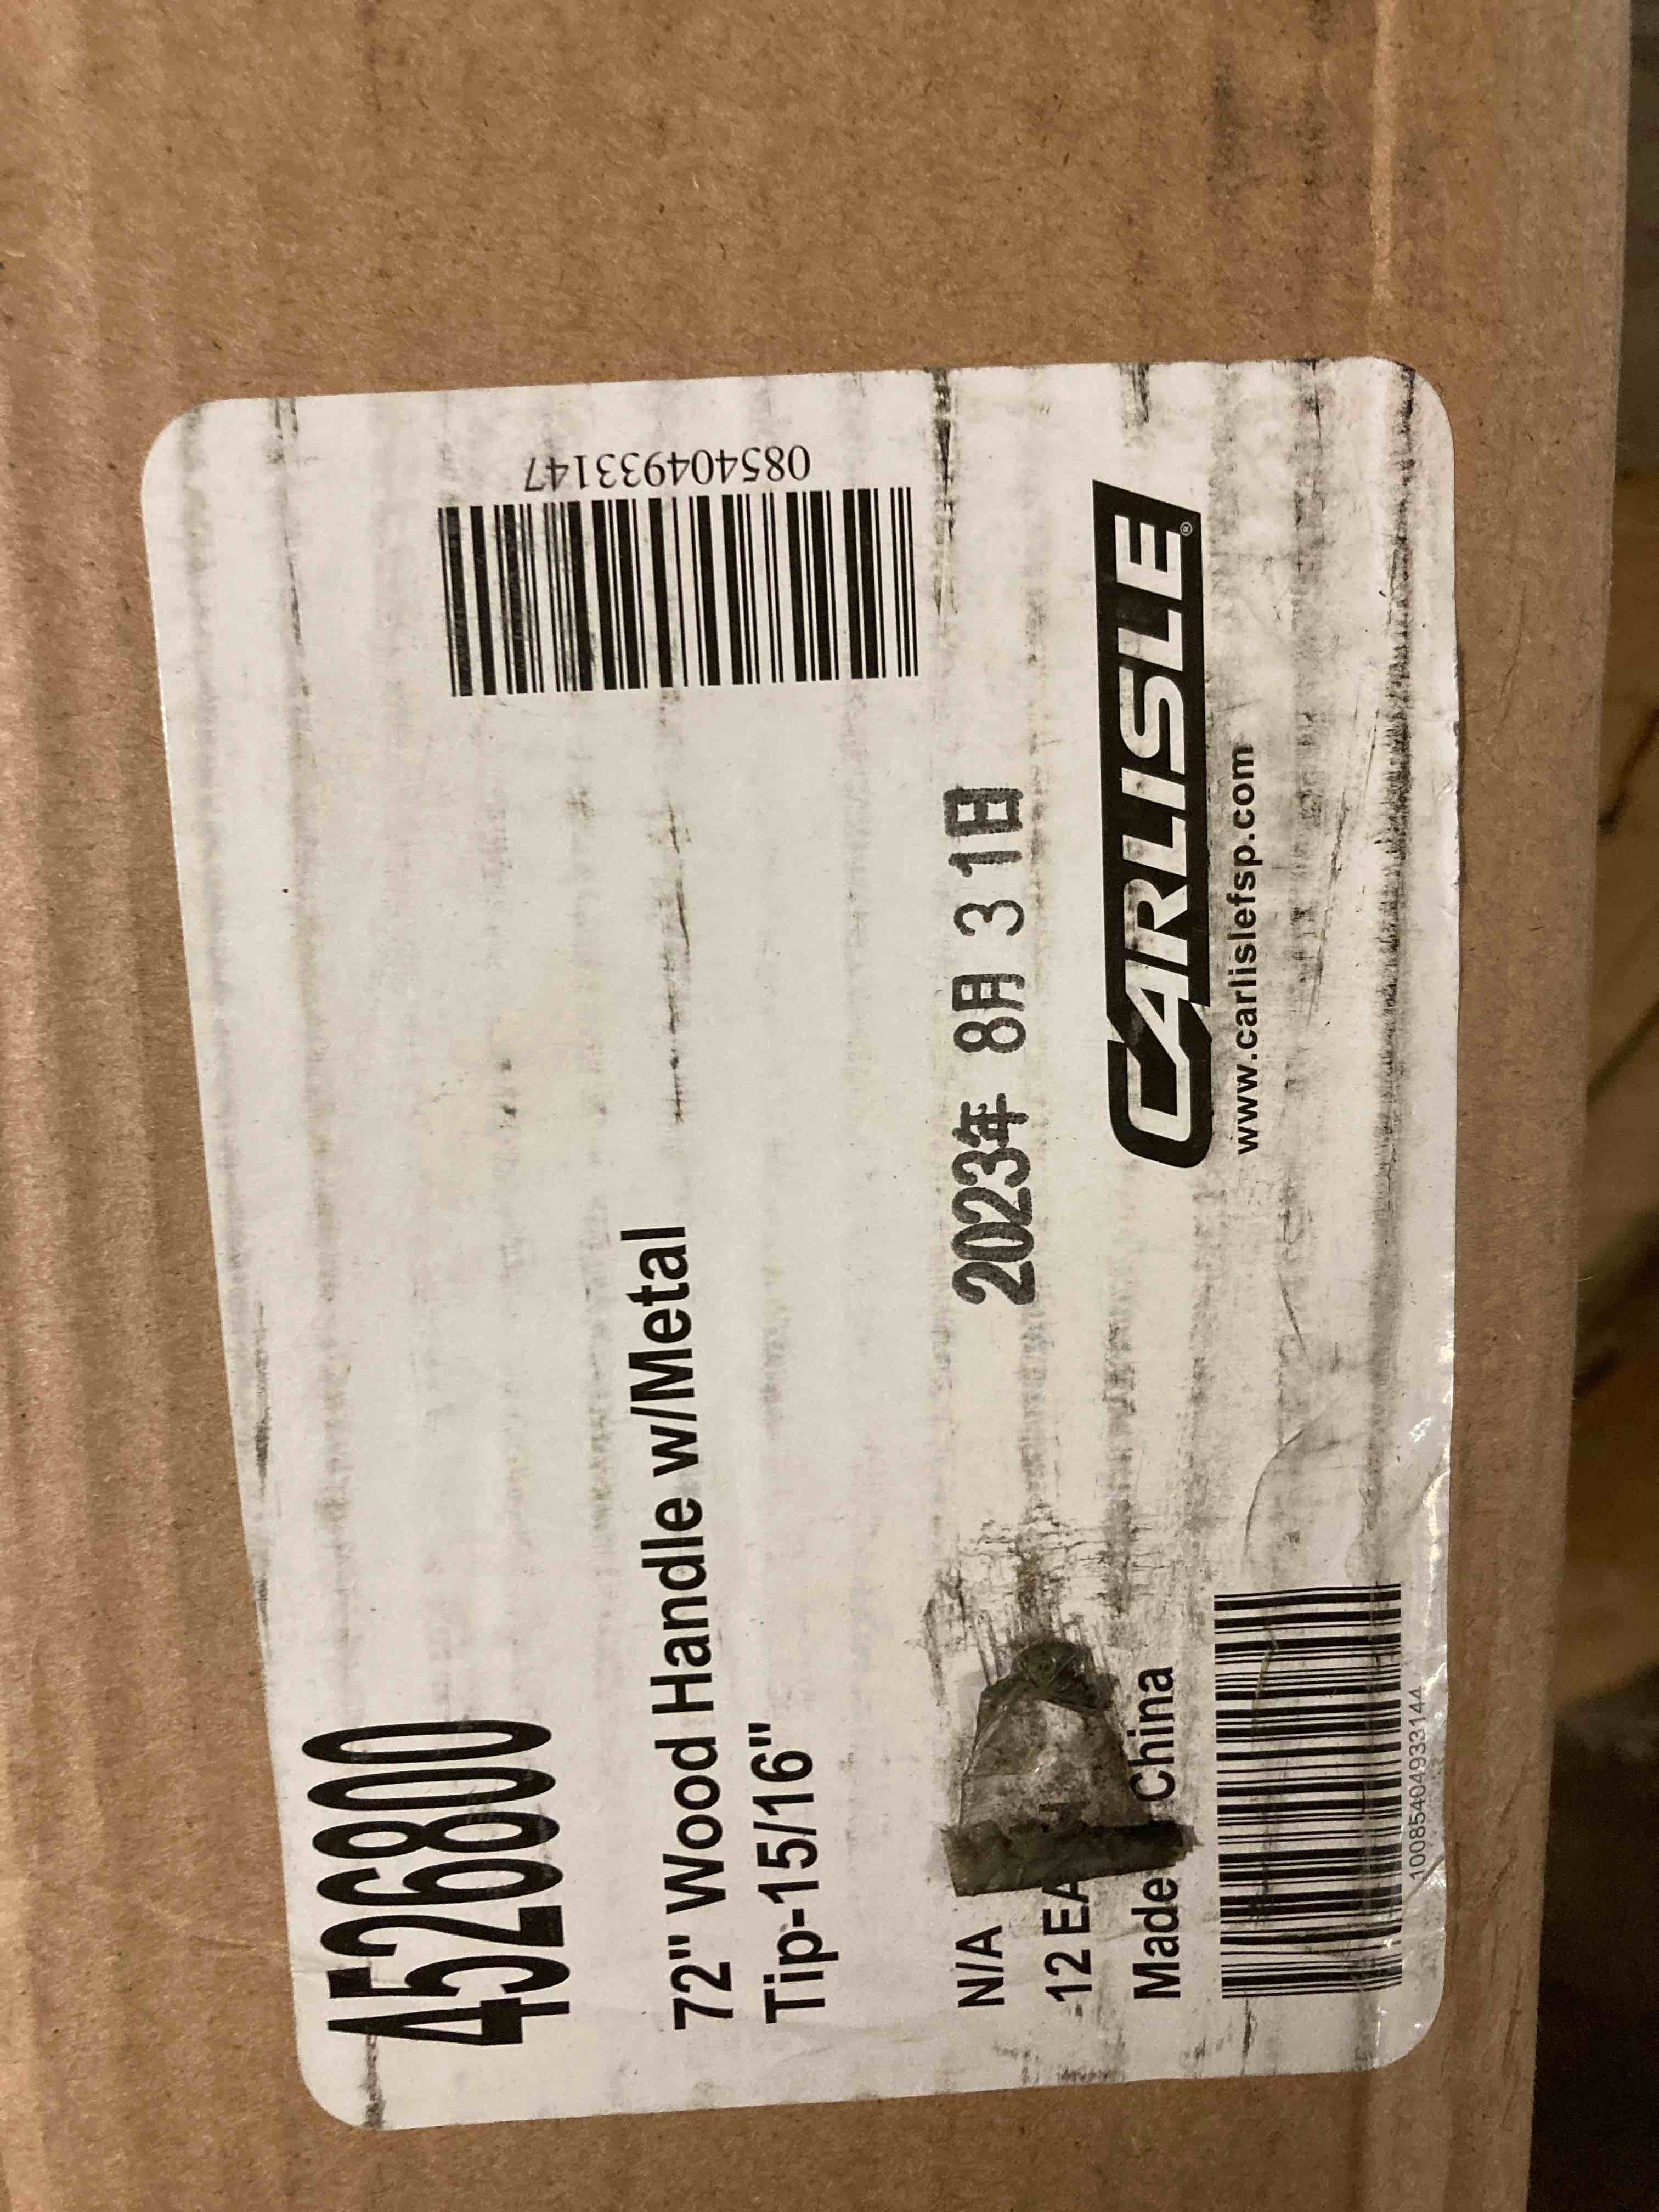 4526800
085404933147
72" Wood Handle w/Metal
Tip-15/16"
N/A
12 EA
Made China
2023年 8月 31日
CARLISLE®
www.carlislefsp.com
10085404933144